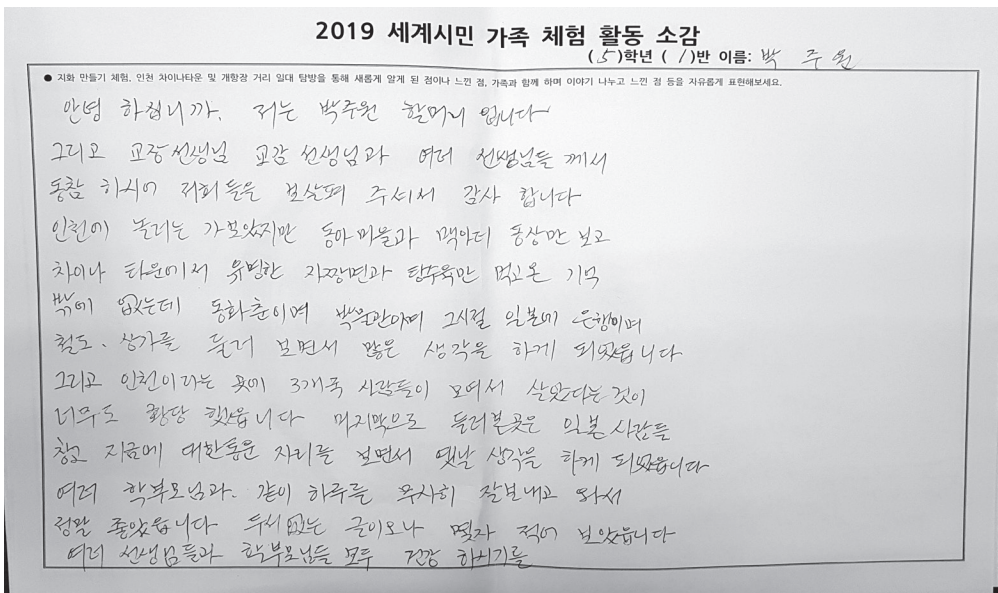 2019 세계시민 가족 체험 활동 소감
(5)학년 (1)반 이름: 박 주 원
● 지화 만들기 체험, 인천 차이나타운 및 개항장 거리 일대 탐방을 통해 새롭게 알게 된 점이나 느낀 점, 가족과 함께 하며 이야기 나누고 느낀 점 등을 자유롭게 표현해보세요.
안녕 하십니까. 저는 박주원 할머니 입니다
그리고 교장선생님 교감 선생님과 여러 선생님들 께서
동참 하시어 저희들을 보살펴 주셔서 감사 합니다
인천에 놀러는 가보았지만 동아마을과 맥아더 동상만 보고
차이나 타운에서 유명한 자장면과 탕수육만 먹고온 기억
밖에 없는데 동화춘이며 박물관이며 그시절 일본에 은행이며
철도. 상가를 들러 보면서 많은 생각을 하게 되었읍니다
그리고 인천이라는 곳에 3개국 사람들이 모여서 살았다는 것이
너무도 황당 했읍니다 마지막으로 들러본곳은 일본사람들
창고 지금에 대한통운 자리를 보면서 옛날 생각을 하게 되었읍니다
여러 학부모님과. 같이 하루를 무사히 잘보내고 와서
정말 좋았읍니다 두서없는 글이오나 몇자 적어 보았읍니다
여러 선생님들과 학부모님들 모두 건강 하시기를